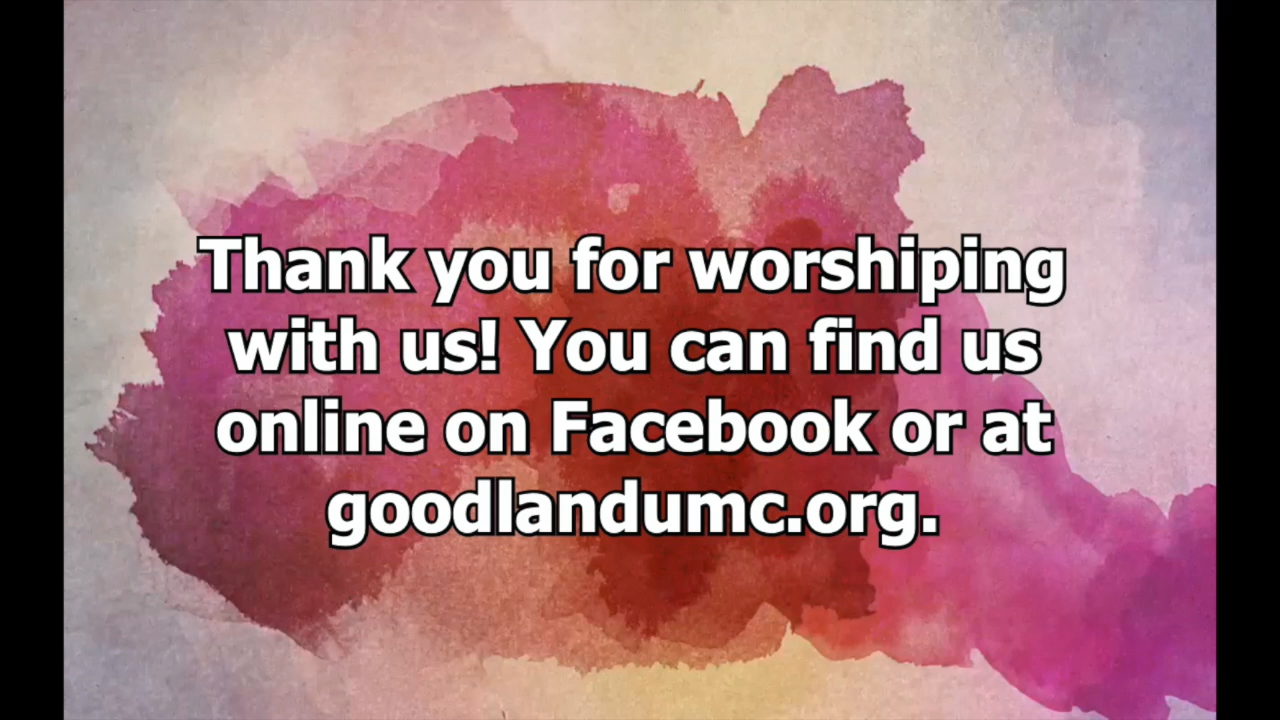 Thank you for worshiping
with us! You can find us
online on Facebook or at
goodlandumc.org.